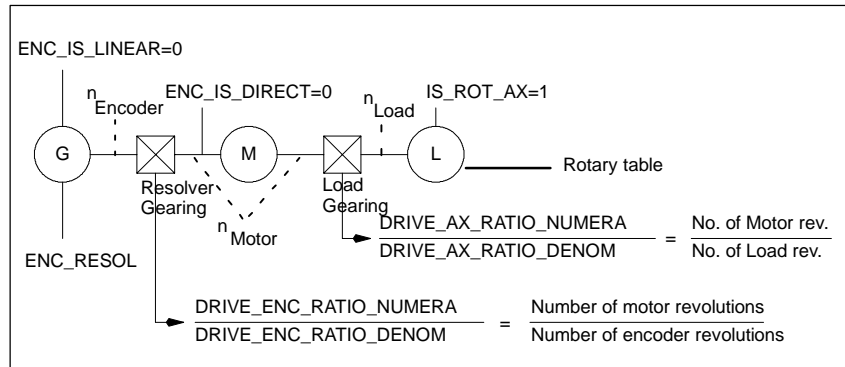 ENC_IS_LINEAR=0
n Encoder
ENC_IS_DIRECT=0
n Load
IS_ROT_AX=1
G
M
L
Rotary table
Resolver
Gearing
n Motor
Load
Gearing
ENC_RESOL
DRIVE_AX_RATIO_NUMERA
DRIVE_AX_RATIO_DENOM
=
No. of Motor rev.
No. of Load rev.
DRIVE_ENC_RATIO_NUMERA
DRIVE_ENC_RATIO_DENOM
=
Number of motor revolutions
Number of encoder revolutions